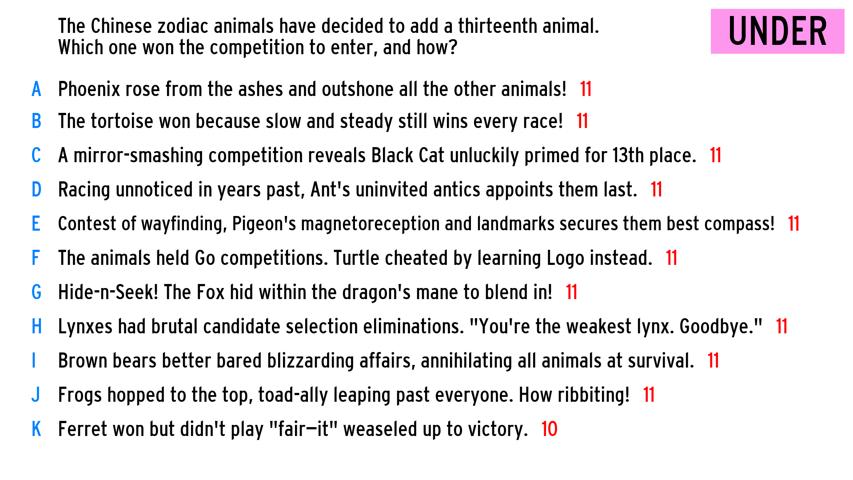 The Chinese zodiac animals have decided to add a thirteenth animal.
Which one won the competition to enter, and how?
UNDER
A Phoenix rose from the ashes and outshone all the other animals! 11
B The tortoise won because slow and steady still wins every race! 11
C A mirror-smashing competition reveals Black Cat unluckily primed for 13th place. 11
D Racing unnoticed in years past, Ant's uninvited antics appoints them last. 11
E Contest of wayfinding, Pigeon's magnetoreception and landmarks secures them best compass! 11
F The animals held Go competitions. Turtle cheated by learning Logo instead. 11
G Hide-n-Seek! The Fox hid within the dragon's mane to blend in! 11
H Lynxes had brutal candidate selection eliminations. "You're the weakest lynx. Goodbye." 11
I Brown bears better bared blizzarding affairs, annihilating all animals at survival. 11
J Frogs hopped to the top, toad-ally leaping past everyone. How ribbiting! 11
K Ferret won but didn't play "fair—it" weaseled up to victory. 10